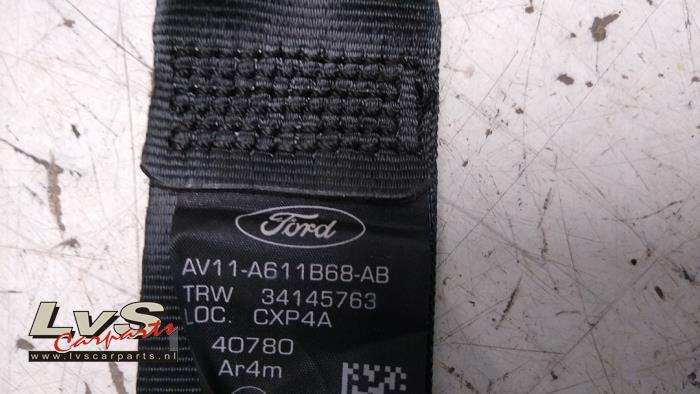 Ford
AV11-A611B68-AB
TRW 34145763
LOC. CXP4A
40780
Ar4m
LvS
Carparts
www.lvscarparts.nl